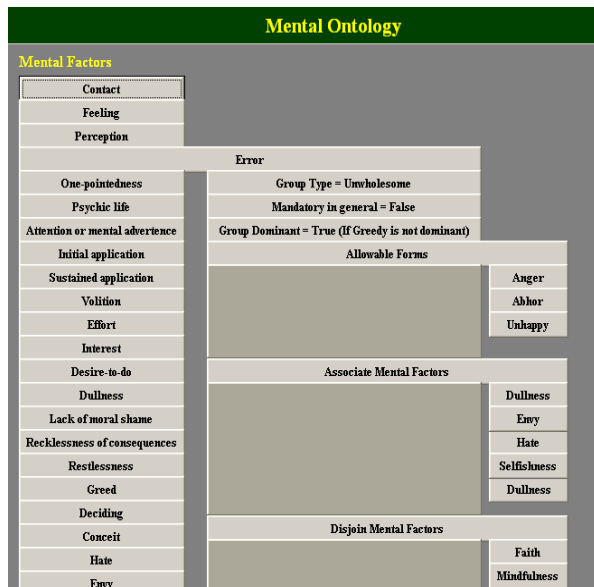 Mental Ontology
Mental Factors
Contact
Feeling
Perception
Error
One-pointedness
Group Type = Unwholesome
Psychic life
Mandatory in general = False
Attention or mental advertence
Group Dominant = True (If Greedy is not dominant)
Initial application
Allowable Forms
Sustained application
Anger
Volition
Abhor
Effort
Unhappy
Interest
Desire-to-do
Associate Mental Factors
Dullness
Dullness
Lack of moral shame
Envy
Recklessness of consequences
Hate
Restlessness
Selfishness
Greed
Dullness
Deciding
Conceit
Disjoin Mental Factors
Hate
Faith
Envy
Mindfulness